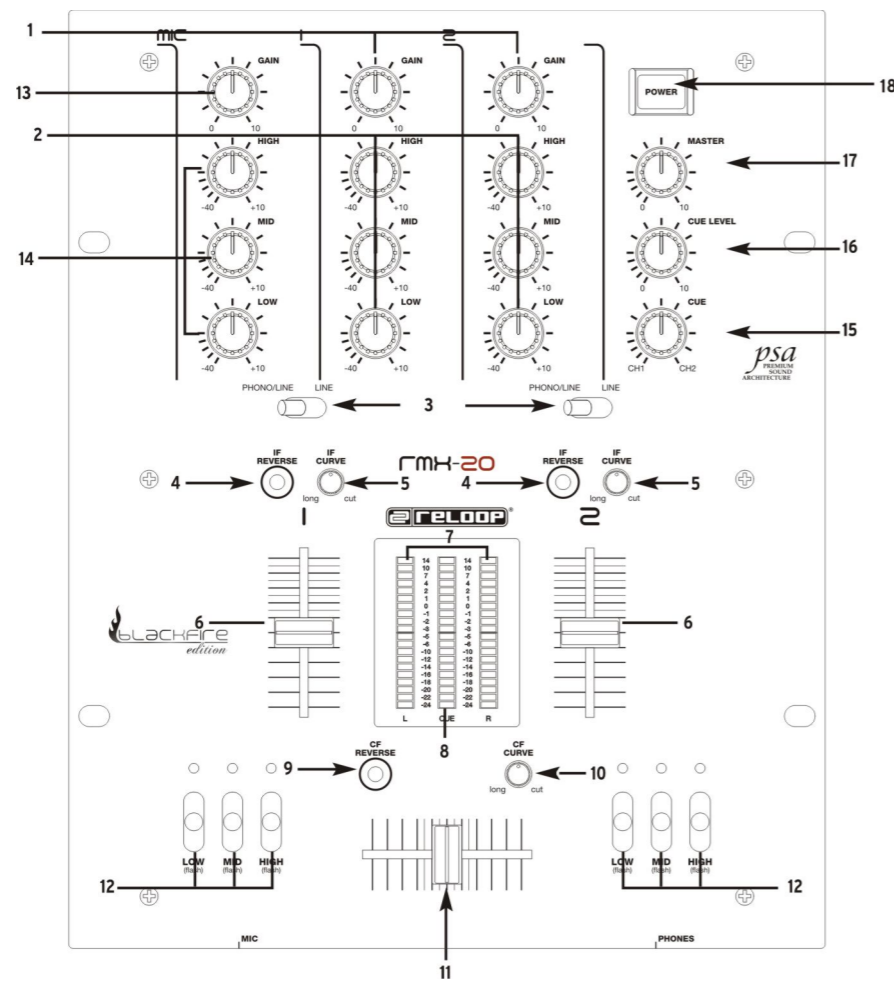 1
MIC
1
2
GAIN
GAIN
GAIN
POWER
18
13
0 10
0 10
0 10
2
HIGH
HIGH
HIGH
MASTER
17
-40 +10
-40 +10
-40 +10
0 10
MID
MID
MID
CUE LEVEL
14
16
-40 +10
-40 +10
-40 +10
0 10
LOW
LOW
LOW
CUE
15
-40 +10
-40 +10
-40 +10
CH1 CH2
psa
PREMIUM
SOUND
ARCHITECTURE
PHONO/LINE LINE
3
PHONO/LINE LINE
IF
REVERSE
IF
CURVE
rmx-20
IF
REVERSE
IF
CURVE
4
5
4
5
long cut
long cut
1
reloop®
2
7
14 14
10 10
7 7
4 4
2 2
1 1
0 0
-1 -1
-2 -2
-3 -3
-5 -5
-6 -6
-10 -10
-12 -12
-14 -14
-16 -16
-18 -18
-20 -20
-22 -22
-24 -24
L CUE R
6
6
blackfire
edition
8
CF
REVERSE
CF
CURVE
9
10
long cut
LOW
(flash)
MID
(flash)
HIGH
(flash)
LOW
(flash)
MID
(flash)
HIGH
(flash)
12
12
MIC
PHONES
11